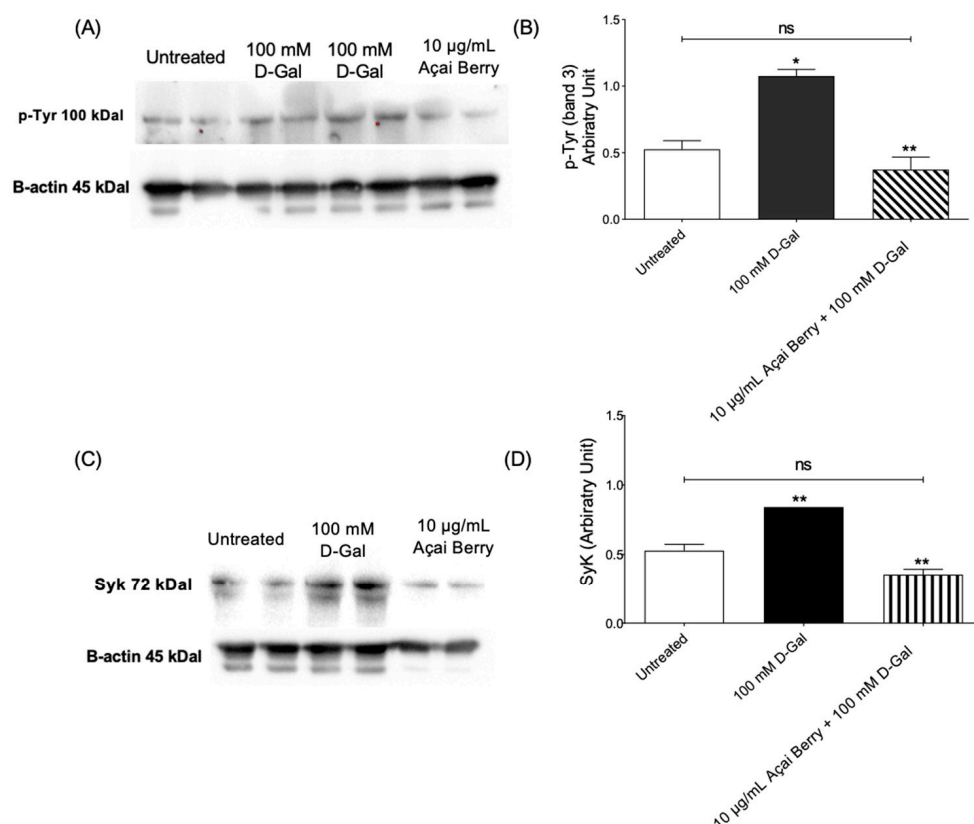 (A)
Untreated
100 mM
D-Gal
100 mM
D-Gal
10 µg/mL
Açai Berry
p-Tyr 100 kDal
B-actin 45 kDal
(B)
p-Tyr (band 3)
Arbiratry Unit
1.5
1.0
0.5
0.0
ns
*
**
Untreated
100 mM D-Gal
10 µg/mL Açai Berry + 100 mM D-Gal
(C)
Untreated
100 mM
D-Gal
10 µg/mL
Açai Berry
Syk 72 kDal
B-actin 45 kDal
(D)
SyK (Arbiratry Unit)
1.5
1.0
0.5
0.0
ns
**
**
Untreated
100 mM D-Gal
10 µg/mL Açai Berry + 100 mM D-Gal